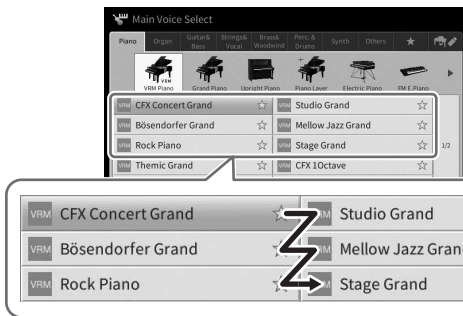 Main Voice Select
Piano Organ Guitar& Bass Strings& Vocal Brass& Woodwind Perc. & Drums Synth Others
VRM
VRM Piano Grand Piano Upright Piano Piano Layer Electric Piano FM E.Piano
VRM CFX Concert Grand VRM Studio Grand
VRM Bösendorfer Grand VRM Mellow Jazz Grand
VRM Rock Piano VRM Stage Grand 1/2
VRM Themic Grand VRM CFX 1Octave
VRM CFX Concert Grand Studio Grand
VRM Bösendorfer Grand Mellow Jazz Gran
VRM Rock Piano Stage Grand